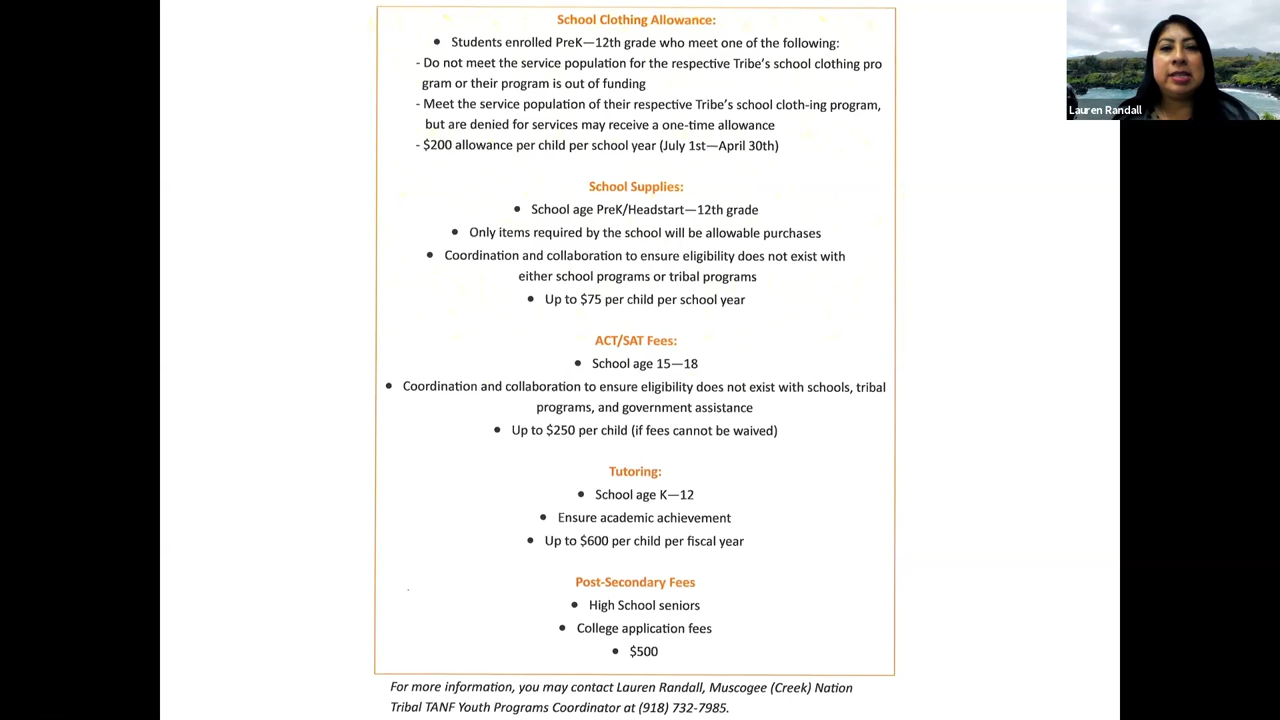 School Clothing Allowance:
• Students enrolled PreK—12th grade who meet one of the following:
- Do not meet the service population for the respective Tribe's school clothing pro
gram or their program is out of funding
- Meet the service population of their respective Tribe's school cloth-ing program,
but are denied for services may receive a one-time allowance
- $200 allowance per child per school year (July 1st—April 30th)
School Supplies:
• School age PreK/Headstart—12th grade
• Only items required by the school will be allowable purchases
• Coordination and collaboration to ensure eligibility does not exist with
either school programs or tribal programs
• Up to $75 per child per school year
ACT/SAT Fees:
• School age 15—18
• Coordination and collaboration to ensure eligibility does not exist with schools, tribal
programs, and government assistance
• Up to $250 per child (if fees cannot be waived)
Tutoring:
• School age K—12
• Ensure academic achievement
• Up to $600 per child per fiscal year
Post-Secondary Fees
• High School seniors
• College application fees
• $500
For more information, you may contact Lauren Randall, Muscogee (Creek) Nation
Tribal TANF Youth Programs Coordinator at (918) 732-7985.
Lauren Randall